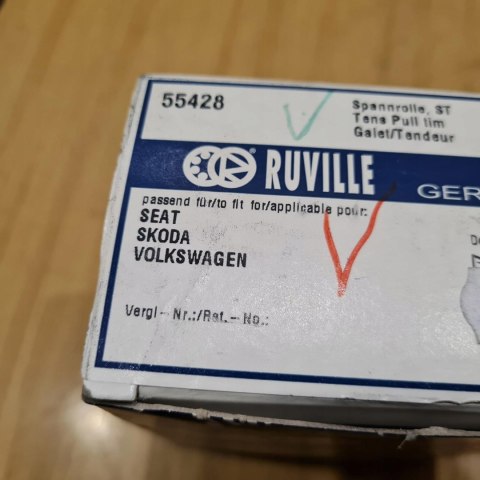 55428
Spannrolle, ST
Tens Pull tim
Galet/Tendeur
RUVILLE
GER
passend für/to fit for/applicable pour:
SEAT
SKODA
VOLKSWAGEN
Vergl - Nr.:/Ref. - No.: